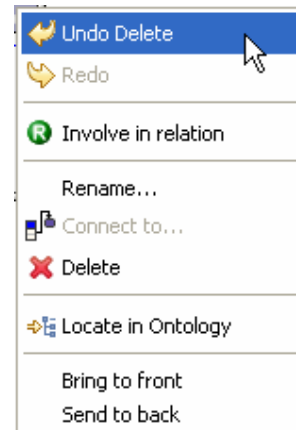 Undo Delete
Redo
R Involve in relation
Rename...
Connect to...
Delete
Locate in Ontology
Bring to front
Send to back